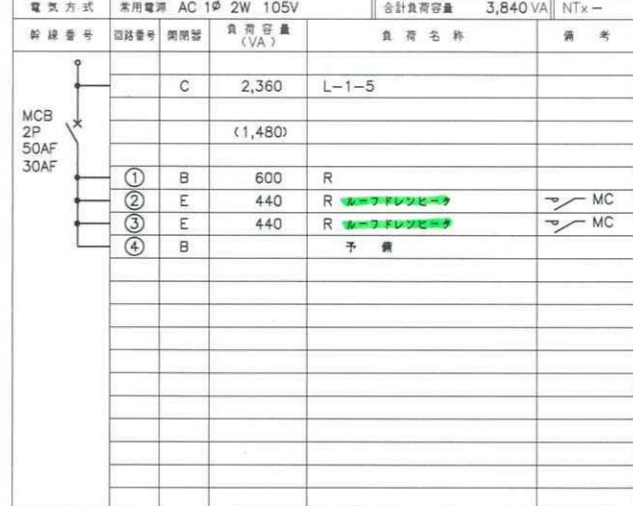 電気方式 常用電源 AC 1φ 2W 105V 合計負荷容量 3,840 VA NTx −
幹線番号 回路番号 開閉器 負荷容量(VA) 負荷名称 備考
C 2,360 L-1-5
MCB
2P
50AF
30AF
(1,480)
① B 600 R
② E 440 R ルーフドレンヒータ MC
③ E 440 R ルーフドレンヒータ MC
④ B 予備